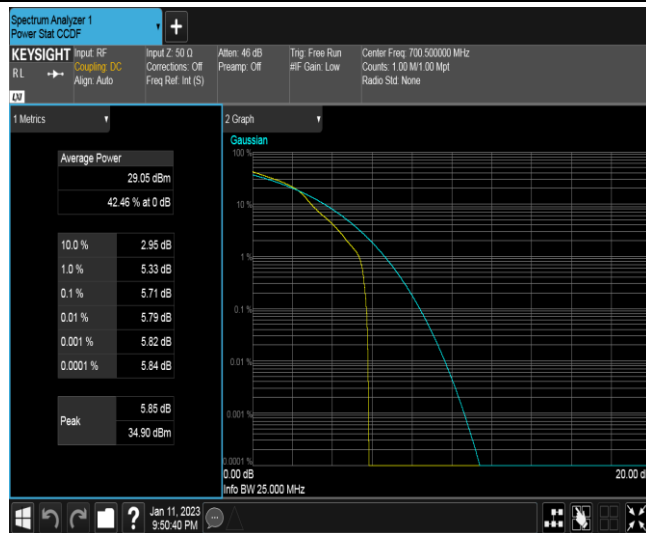 Spectrum Analyzer 1
Power Stat CCDF
+
KEYSIGHT
RL
Input: RF
Coupling: DC
Align: Auto
Input Z: 50 Ω
Corrections: Off
Freq Ref: Int (S)
Atten: 46 dB
Preamp: Off
Trig: Free Run
#IF Gain: Low
Center Freq: 700.500000 MHz
Counts: 1.00 M/1.00 Mpt
Radio Std: None
1 Metrics
Average Power
29.05 dBm
42.46 % at 0 dB
10.0 % 2.95 dB
1.0 % 5.33 dB
0.1 % 5.71 dB
0.01 % 5.79 dB
0.001 % 5.82 dB
0.0001 % 5.84 dB
Peak
5.85 dB
34.90 dBm
2 Graph
Gaussian
100 %
10 %
1 %
0.1 %
0.01 %
0.001 %
0.0001 %
0.00 dB
20.00 d
Info BW 25.000 MHz
?
Jan 11, 2023
9:50:40 PM